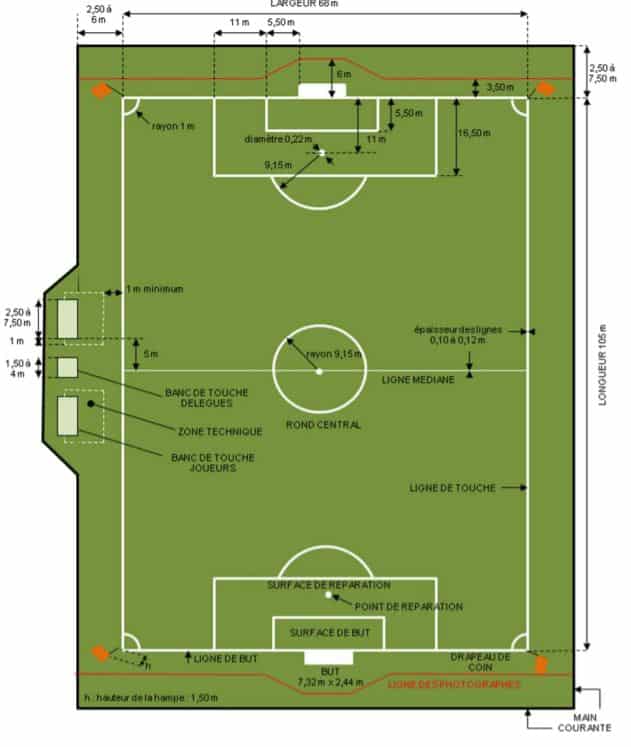 LARGEUR 68 m
2,50 à
6 m
11 m
5,50 m
6 m
2,50 à
7,50 m
3,50 m
5,50 m
rayon 1 m
16,50 m
diamètre 0,22 m
11 m
9,15 m
1 m minimum
2,50 à
7,50 m
1 m
5 m
épaisseur des lignes
0,10 à 0,12 m
rayon 9,15 m
LONGUEUR 105 m
1,50 à
4 m
LIGNE MEDIANE
BANC DE TOUCHE
DELEGUES
ROND CENTRAL
ZONE TECHNIQUE
BANC DE TOUCHE
JOUEURS
LIGNE DE TOUCHE
SURFACE DE REPARATION
POINT DE REPARATION
SURFACE DE BUT
h
LIGNE DE BUT
DRAPEAU DE
COIN
BUT
7,32 m x 2,44 m
LIGNE DES PHOTOGRAPHES
h : hauteur de la hampe : 1,50 m
MAIN
COURANTE